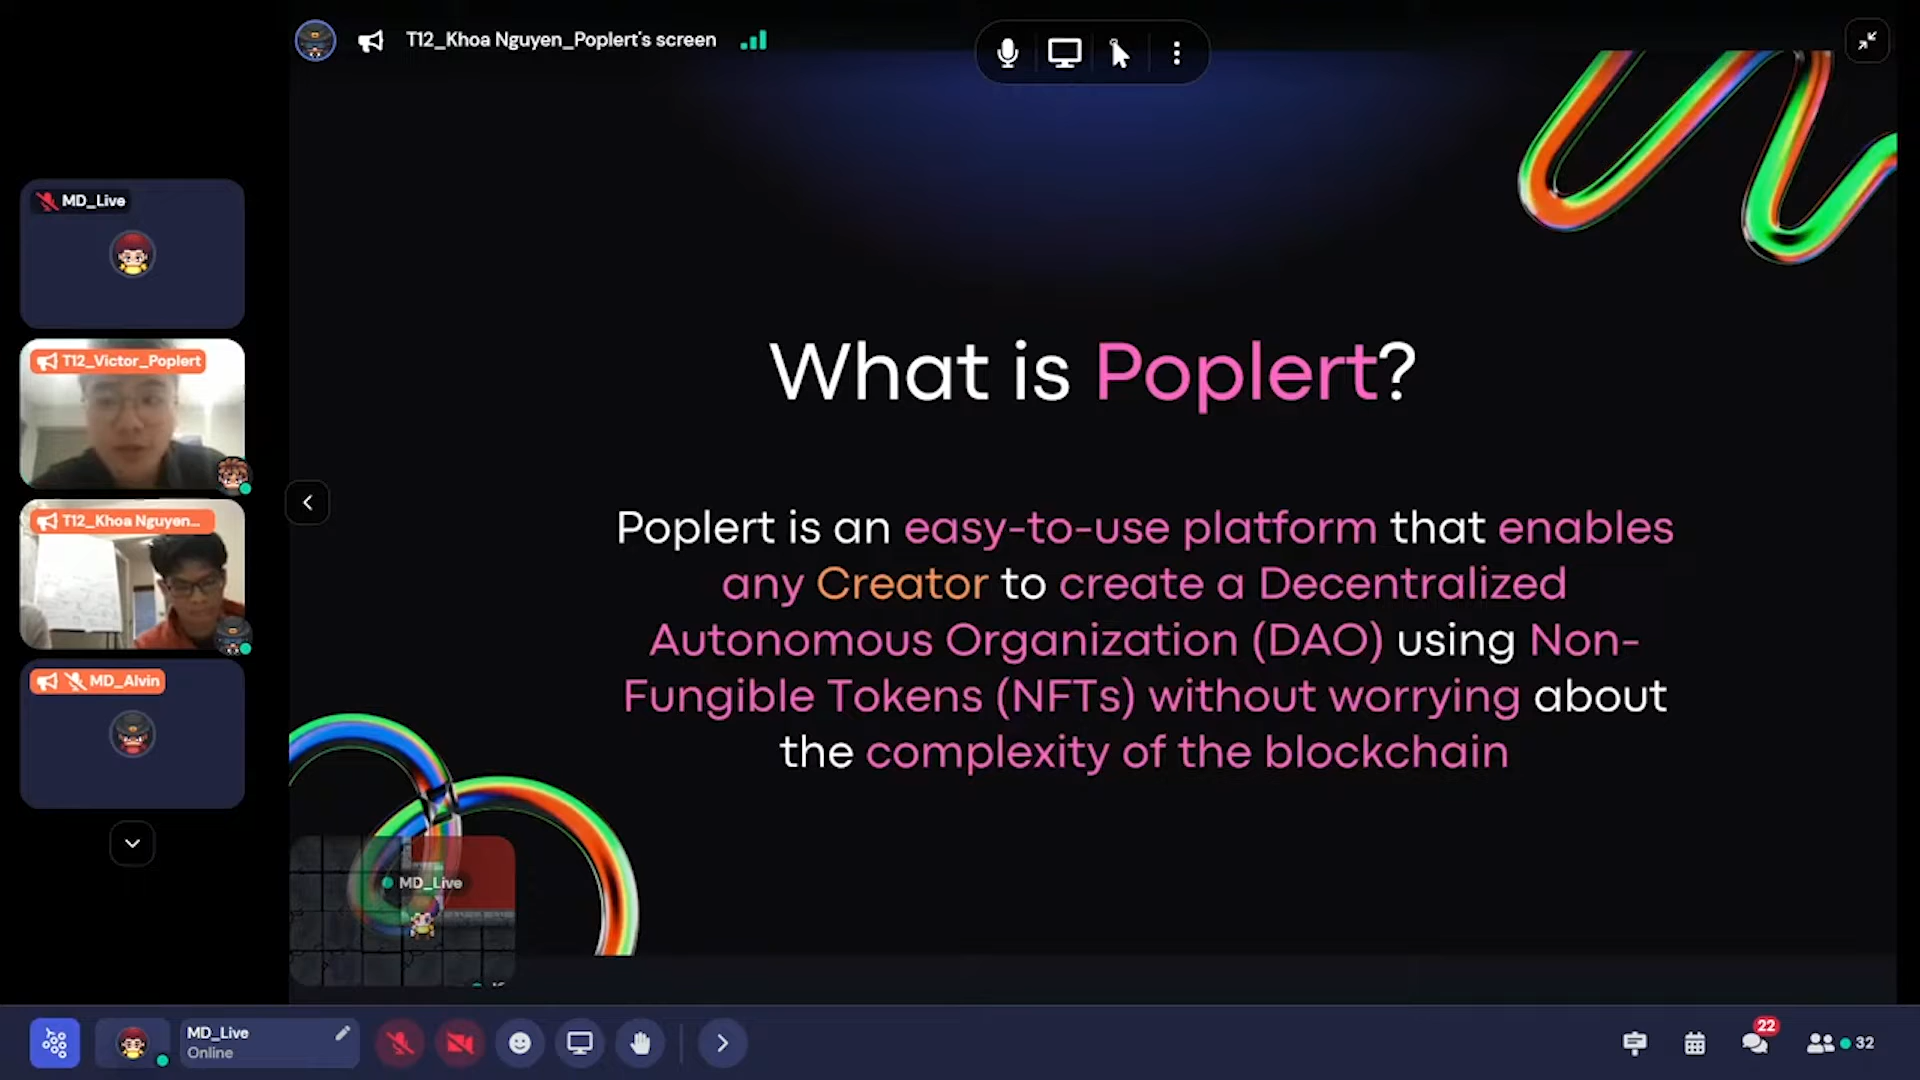 T12_Khoa Nguyen_Poplert's screen
MD_Live
T12_Victor_Poplert
T12_Khoa Nguyen...
MD_Alvin
What is Poplert?
Poplert is an easy-to-use platform that enables
any Creator to create a Decentralized
Autonomous Organization (DAO) using Non-
Fungible Tokens (NFTs) without worrying about
the complexity of the blockchain
MD_Live
MD_Live
Online
22
32